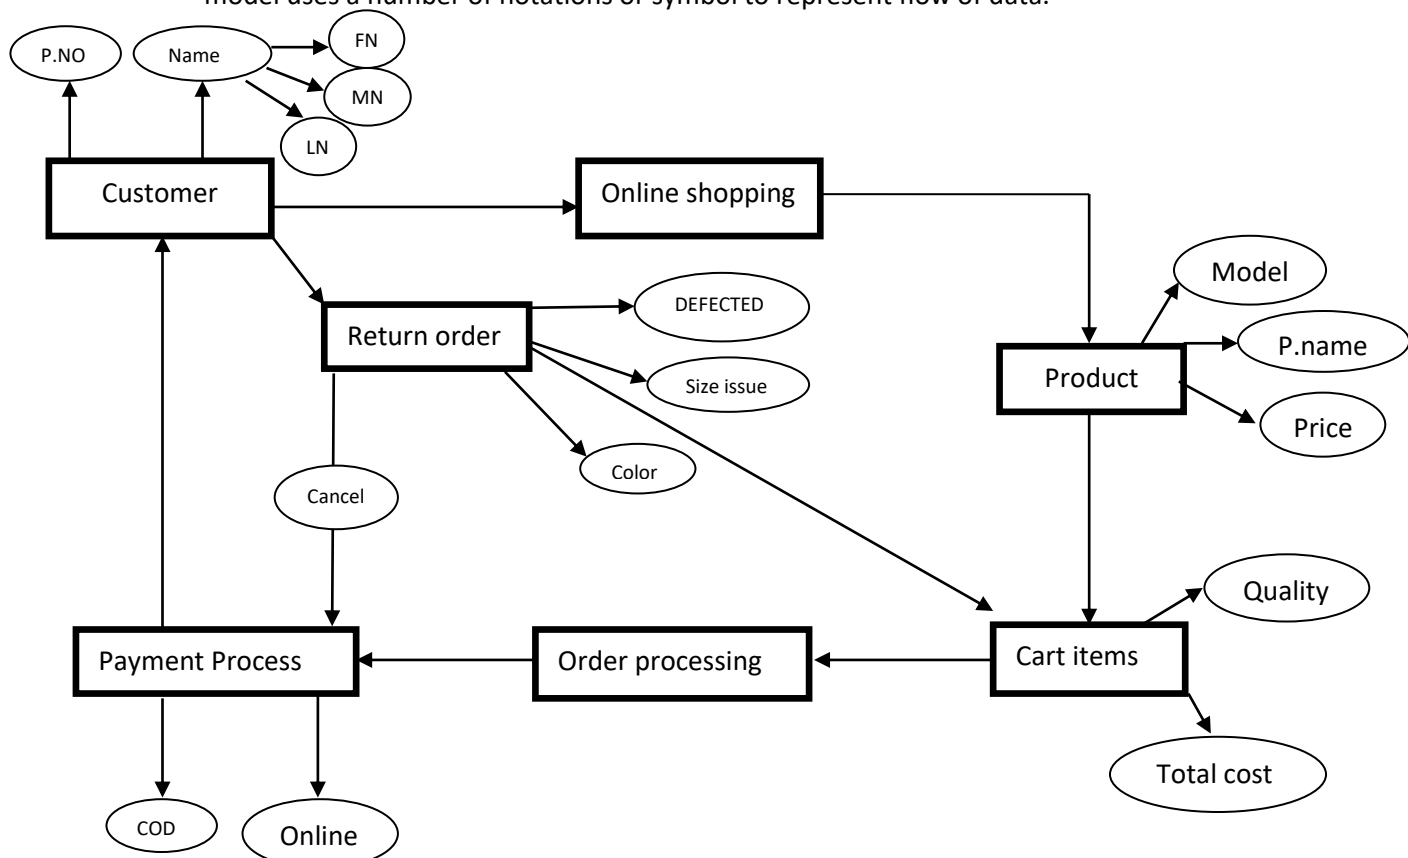 model uses a number of notations or symbol to represent flow of data.
P.NO
Name
FN
MN
LN
Customer
Online shopping
Model
DEFECTED
Return order
P.name
Product
Size issue
Price
Color
Cancel
Quality
Payment Process
Order processing
Cart items
Total cost
COD
Online